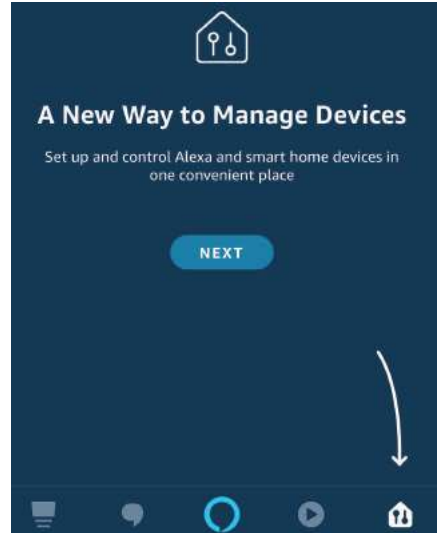 A New Way to Manage Devices
Set up and control Alexa and smart home devices in
one convenient place
NEXT